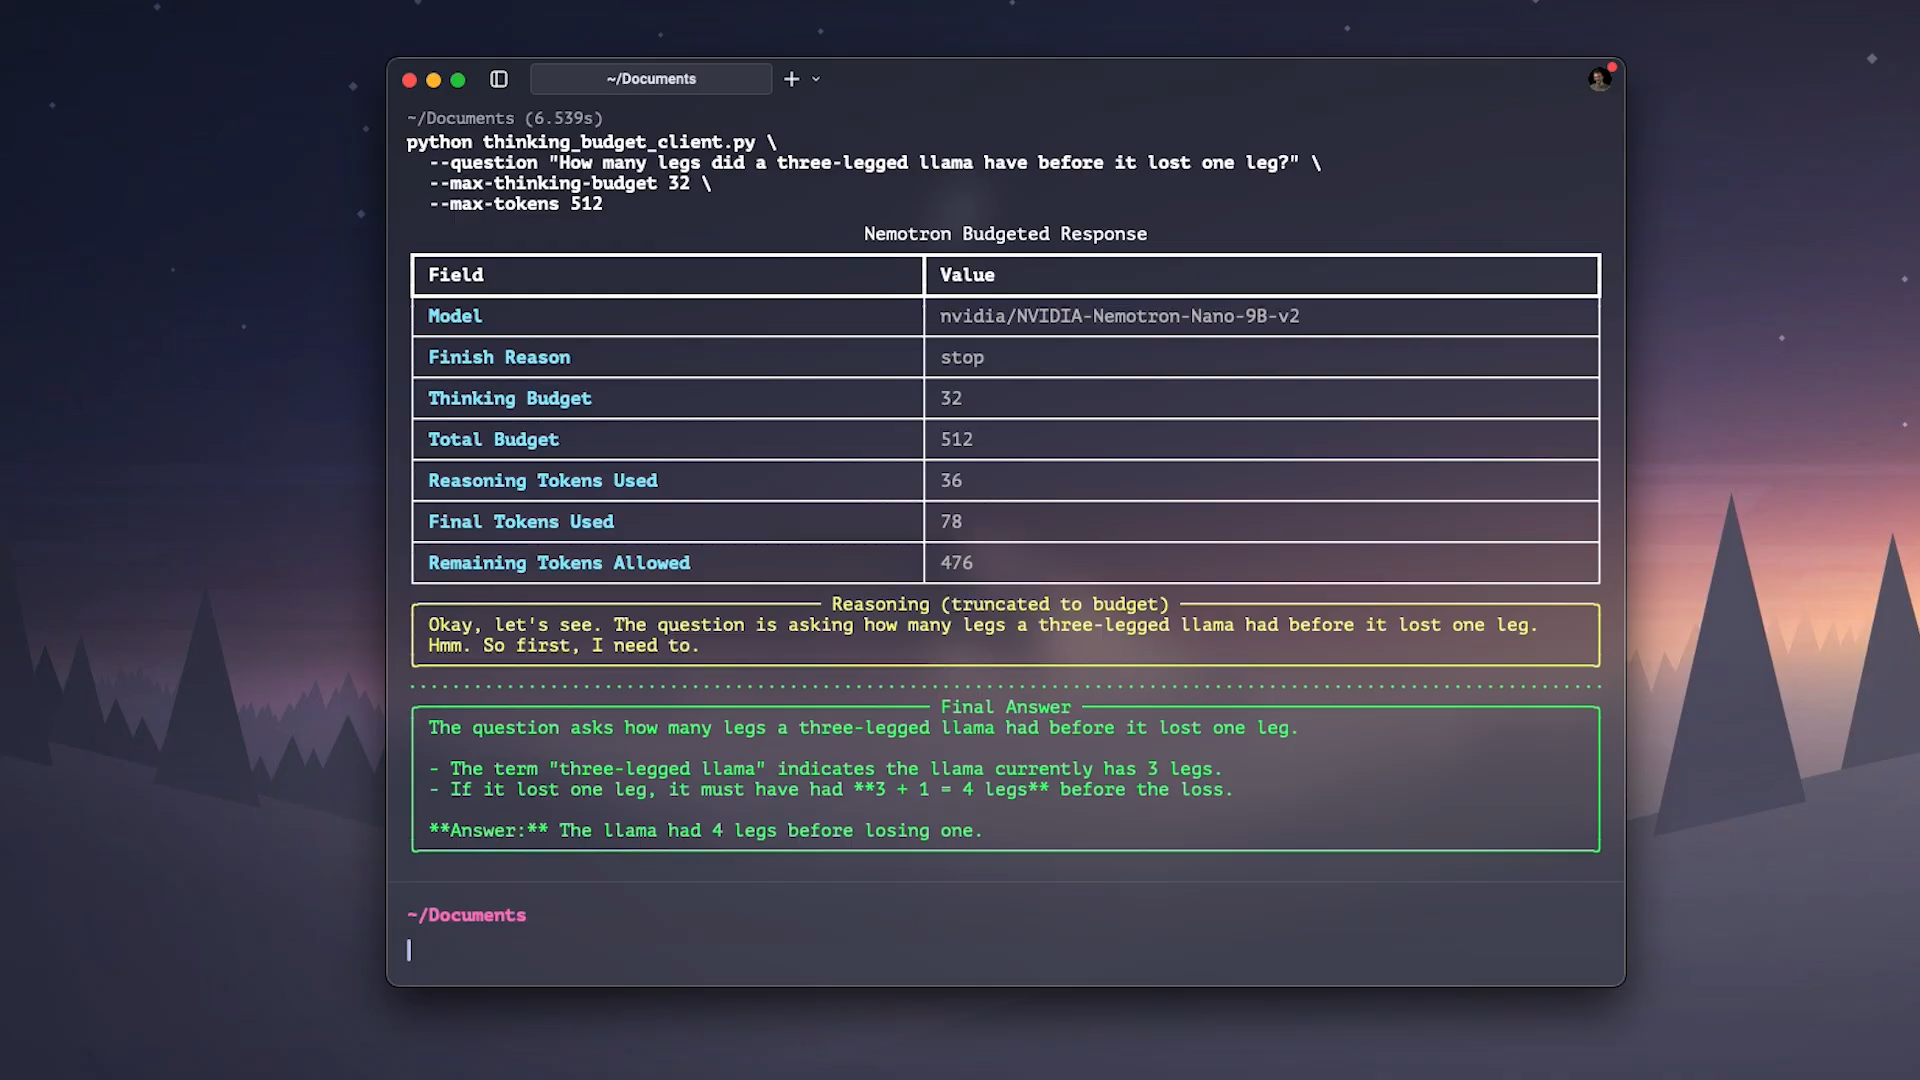 ~/Documents
~/Documents (6.539s)
python thinking_budget_client.py \
--question "How many legs did a three-legged llama have before it lost one leg?" \
--max-thinking-budget 32 \
--max-tokens 512
Nemotron Budgeted Response
Field Value
Model nvidia/NVIDIA-Nemotron-Nano-9B-v2
Finish Reason stop
Thinking Budget 32
Total Budget 512
Reasoning Tokens Used 36
Final Tokens Used 78
Remaining Tokens Allowed 476
Reasoning (truncated to budget)
Okay, let's see. The question is asking how many legs a three-legged llama had before it lost one leg.
Hmm. So first, I need to.
Final Answer
The question asks how many legs a three-legged llama had before it lost one leg.
- The term "three-legged llama" indicates the llama currently has 3 legs.
- If it lost one leg, it must have had **3 + 1 = 4 legs** before the loss.
**Answer:** The llama had 4 legs before losing one.
~/Documents